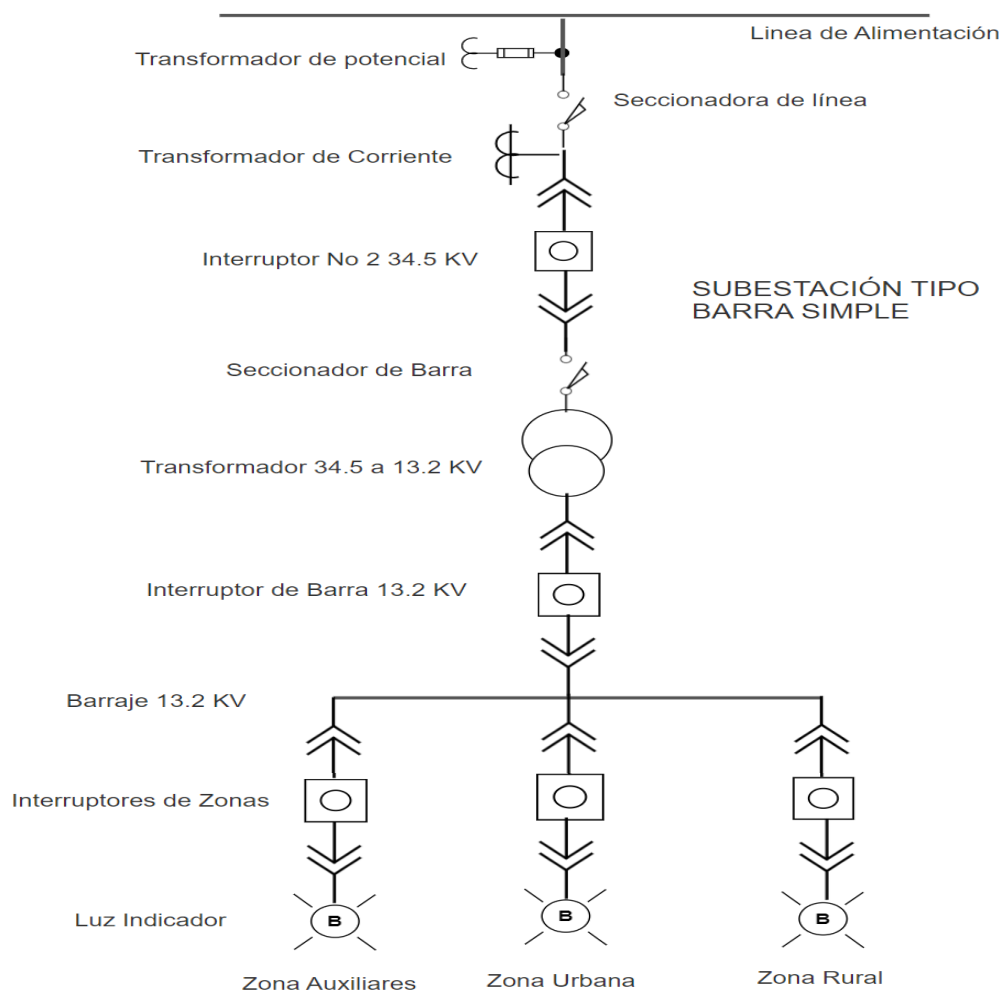 Linea de Alimentación
Transformador de potencial
Seccionadora de línea
Transformador de Corriente
Interruptor No 2 34.5 KV
SUBESTACIÓN TIPO
BARRA SIMPLE
Seccionador de Barra
Transformador 34.5 a 13.2 KV
Interruptor de Barra 13.2 KV
Barraje 13.2 KV
Interruptores de Zonas
Luz Indicador
B
B
B
Zona Auxiliares
Zona Urbana
Zona Rural